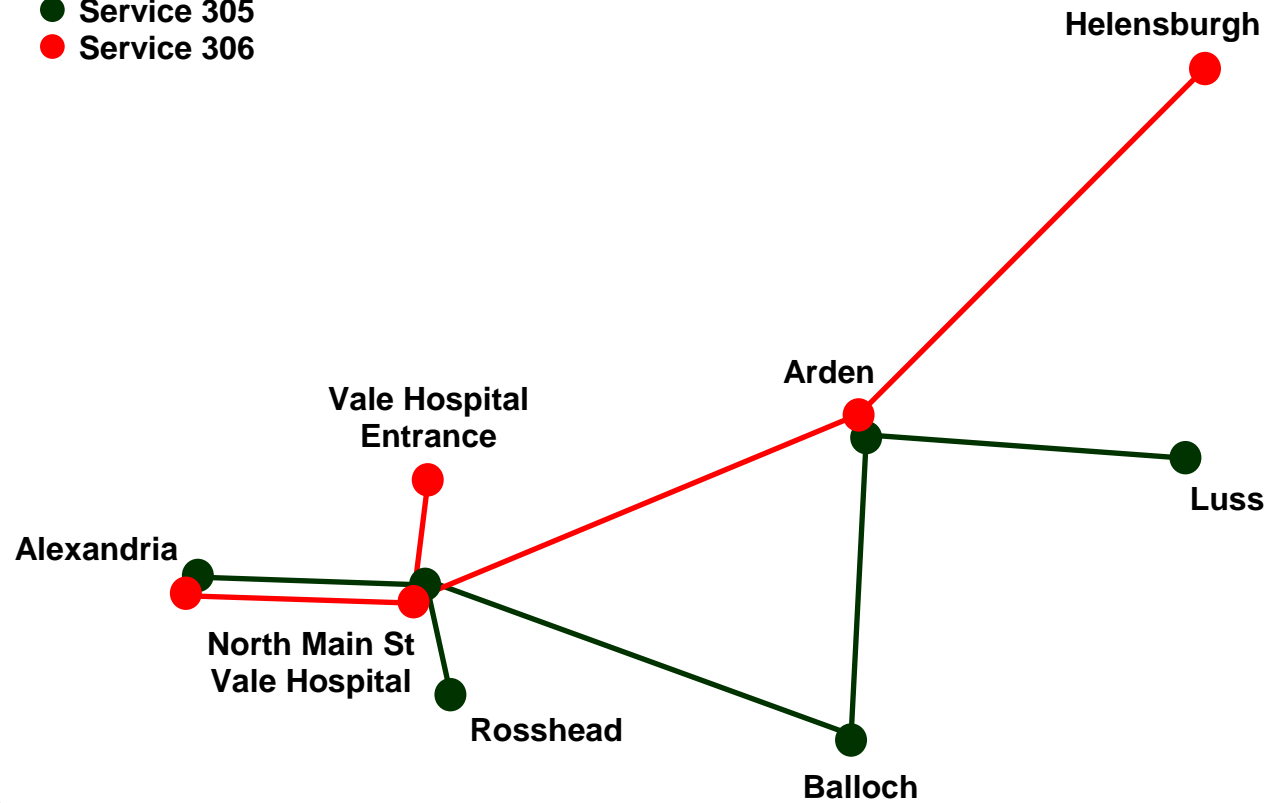 Service 305
Service 306
Helensburgh
Arden
Vale Hospital
Entrance
Luss
Alexandria
North Main St
Vale Hospital
Rosshead
Balloch